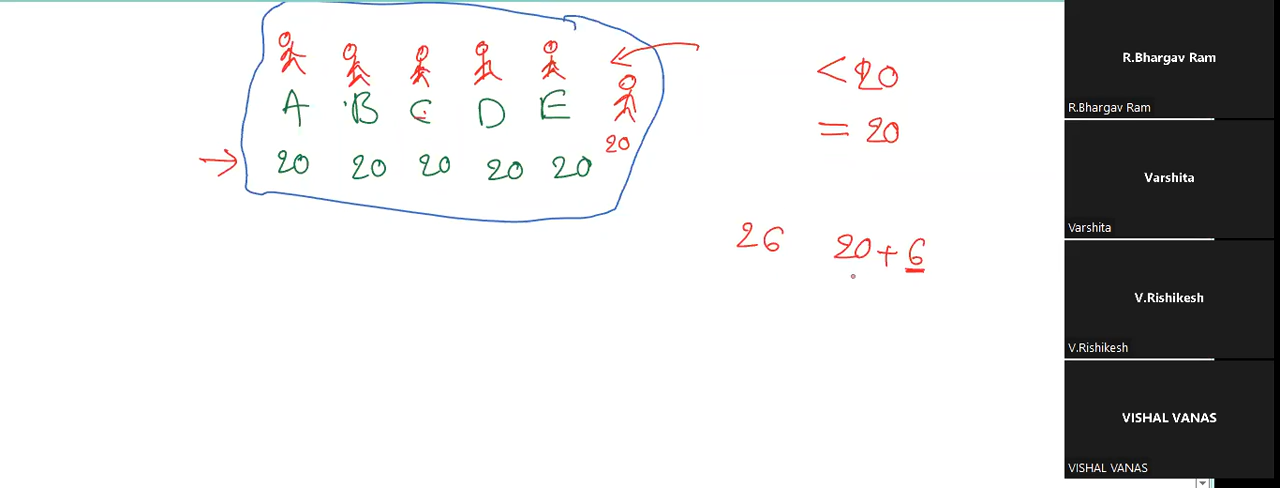 A B C D E
20 20 20 20 20 20
<20
= 20
26 20+6
R.Bhargav Ram
R.Bhargav Ram
Varshita
Varshita
V.Rishikesh
V.Rishikesh
VISHAL VANAS
VISHAL VANAS